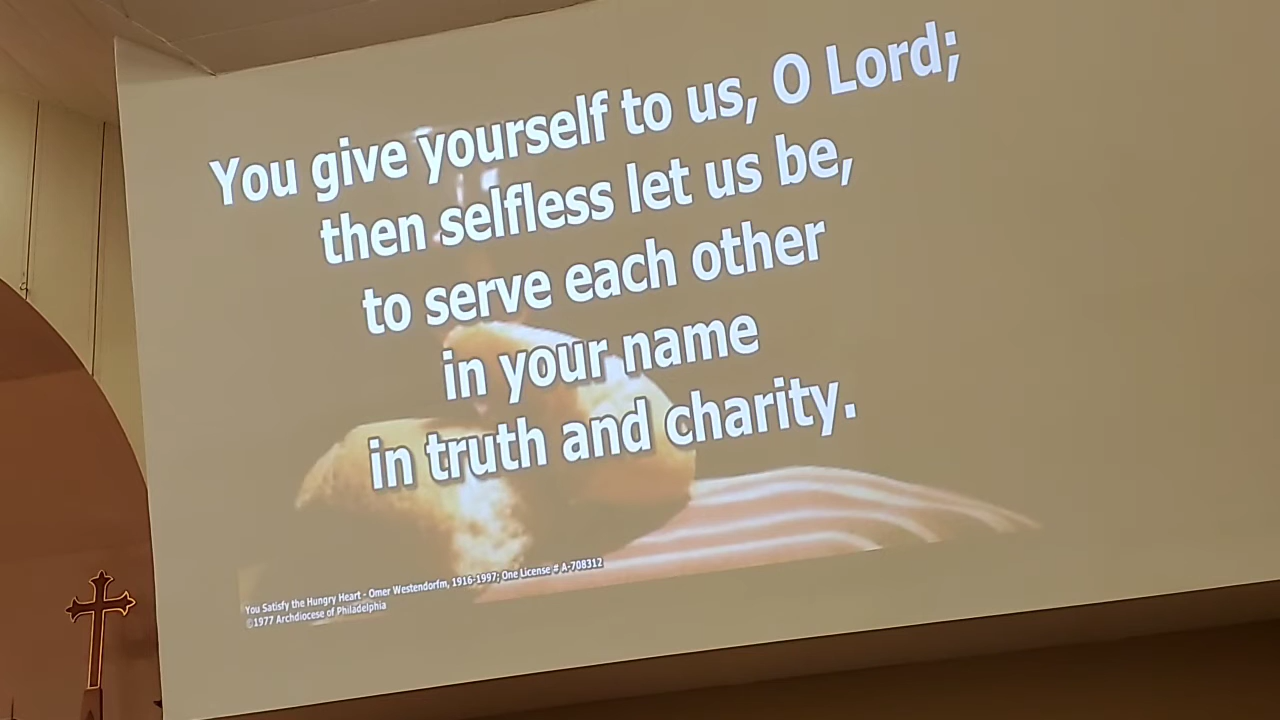 You give yourself to us, O Lord;
then selfless let us be,
to serve each other
in your name
in truth and charity.
You Satisfy the Hungry Heart - Omer Westendorfm, 1916-1997; One License # A-708312
©1977 Archdiocese of Philadelphia